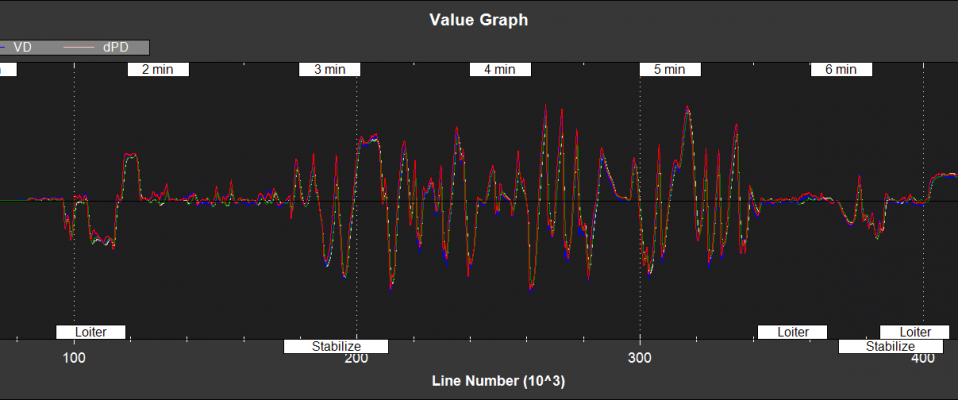 Value Graph
VD dPD
2 min 3 min 4 min 5 min 6 min
Loiter Loiter Loiter
Stabilize Stabilize
100 200 300 400
Line Number (10^3)